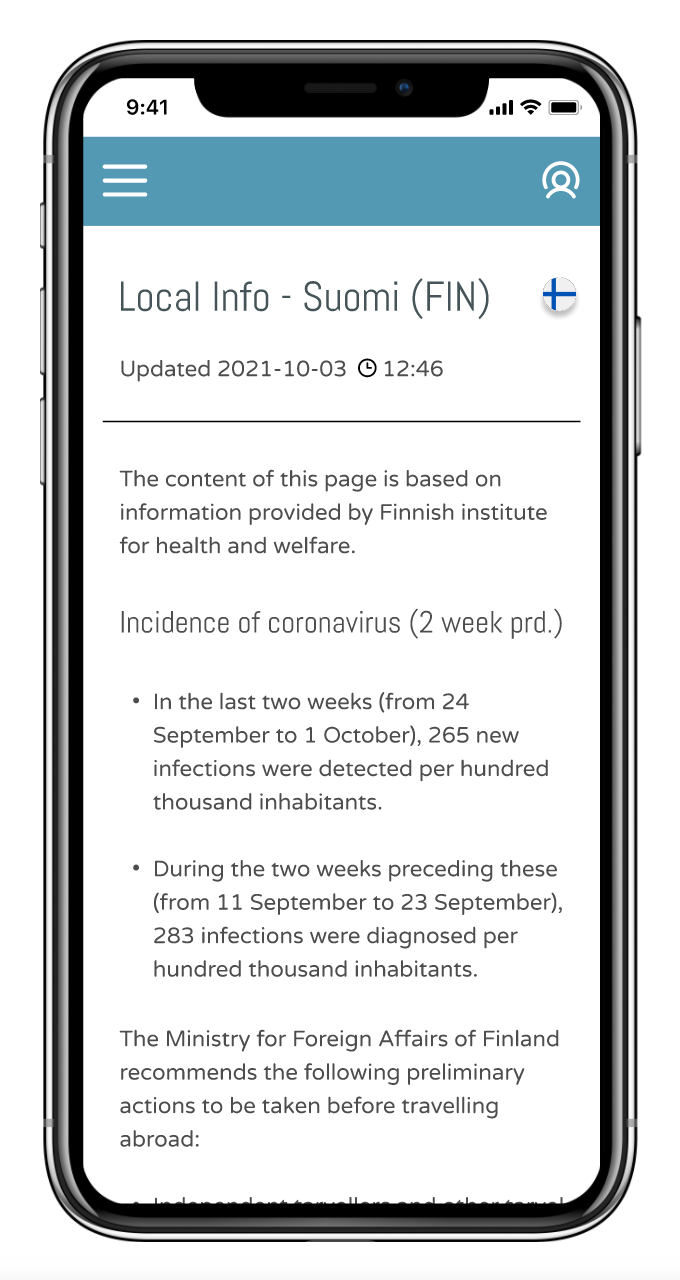 9:41
Local Info - Suomi (FIN)
Updated 2021-10-03 12:46
The content of this page is based on
information provided by Finnish institute
for health and welfare.
Incidence of coronavirus (2 week prd.)
• In the last two weeks (from 24
September to 1 October), 265 new
infections were detected per hundred
thousand inhabitants.
• During the two weeks preceding these
(from 11 September to 23 September),
283 infections were diagnosed per
hundred thousand inhabitants.
The Ministry for Foreign Affairs of Finland
recommends the following preliminary
actions to be taken before travelling
abroad: